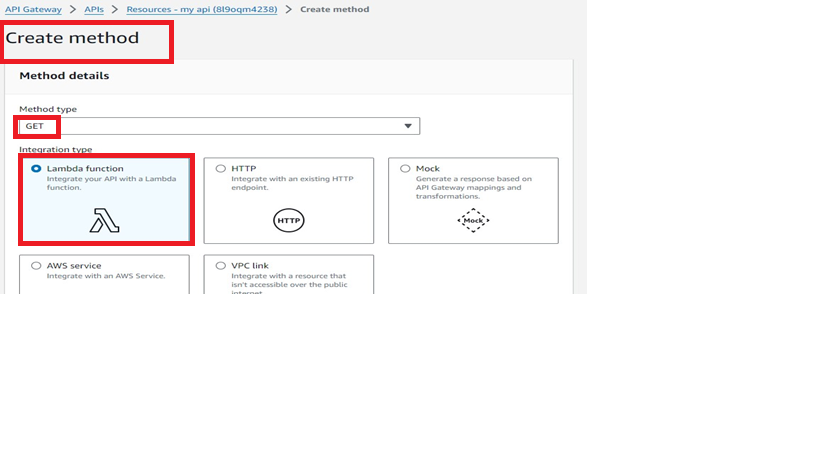 API Gateway > APIs > Resources - my api (8l9oqm4238) > Create method
Create method
Method details
Method type
GET
Integration type
Lambda function
Integrate your API with a Lambda
function.
HTTP
Integrate with an existing HTTP
endpoint.
HTTP
Mock
Generate a response based on
API Gateway mappings and
transformations.
Mock
AWS service
Integrate with an AWS Service.
VPC link
Integrate with a resource that
isn't accessible over the public
internet.